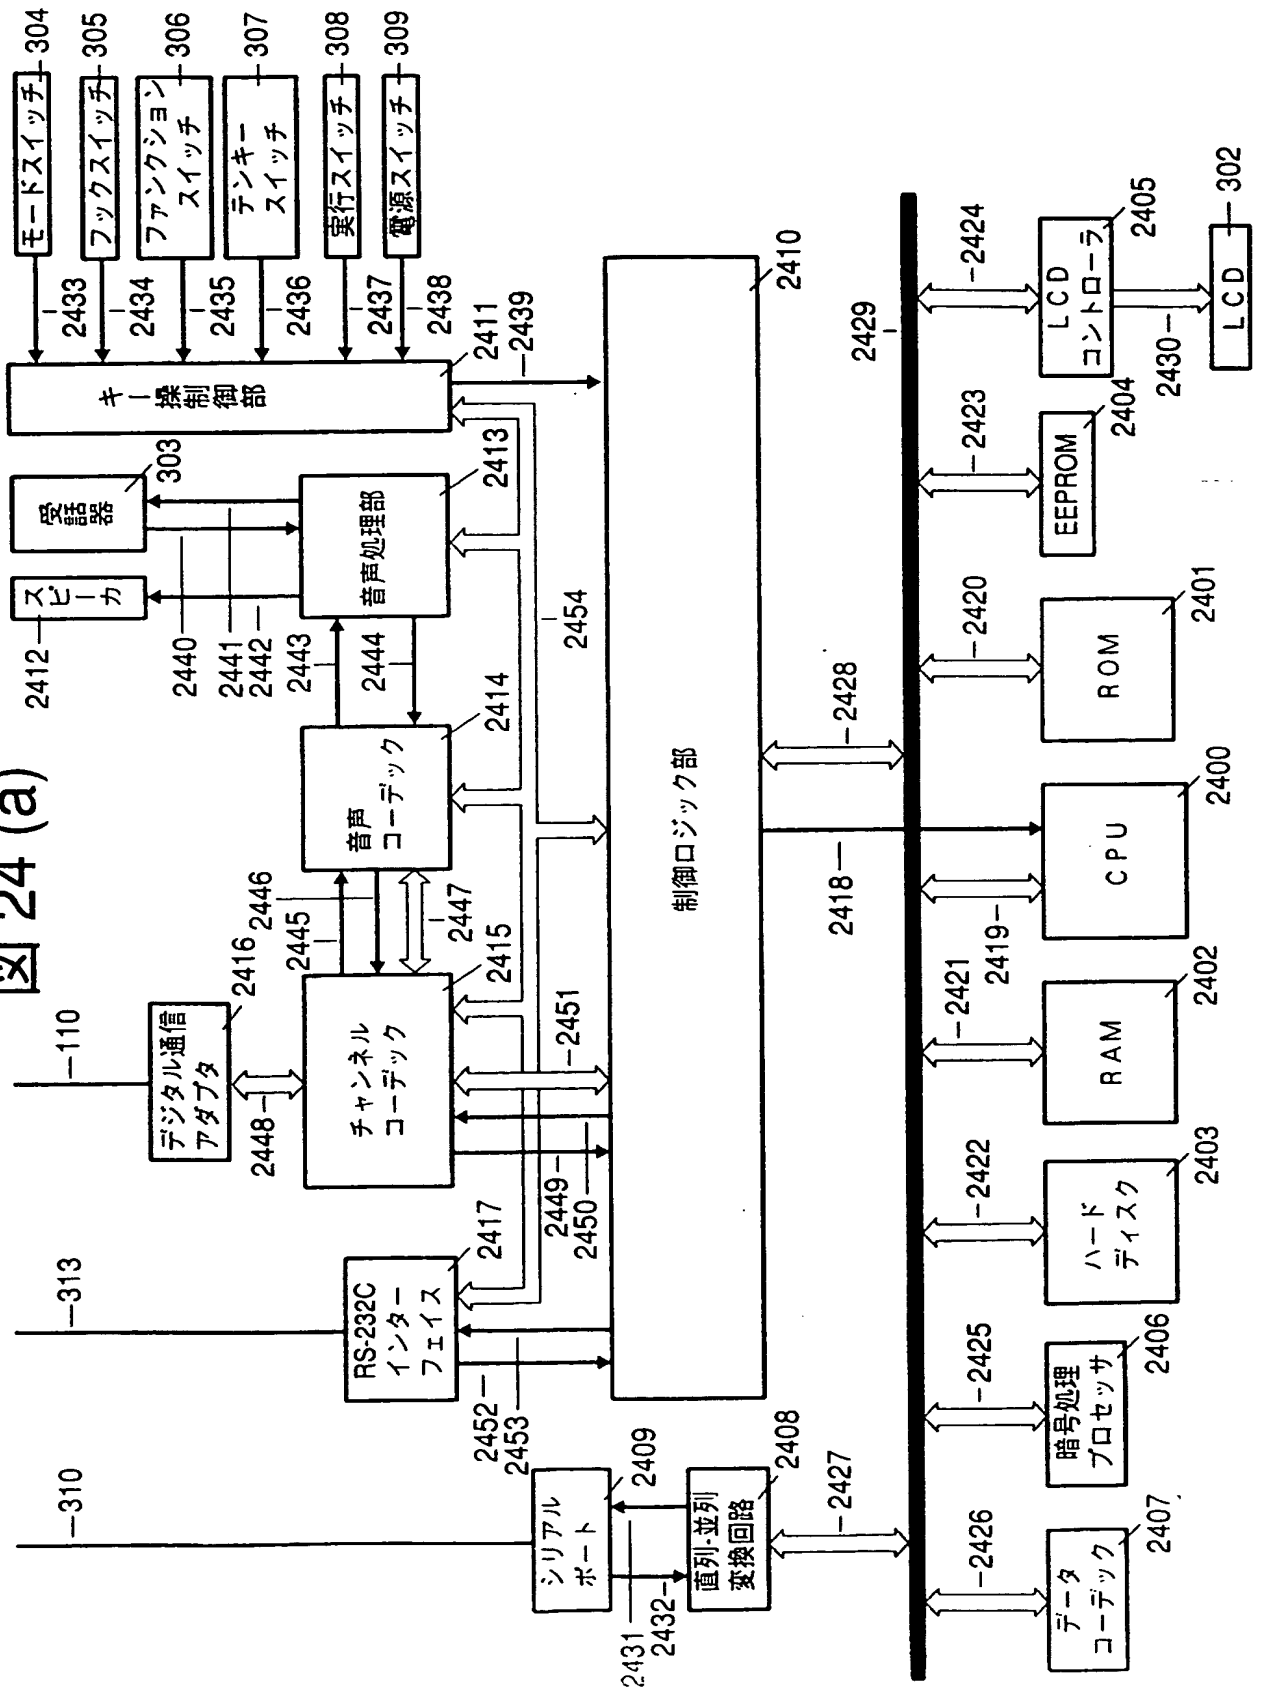 図 24 (a)
310
313
110
シリアル
ポート
2409
2431
2432
直列-並列
変換回路
2408
2427
RS-232C
インター
フェイス
2417
2452
2453
デジタル通信
アダプタ
2416
2448
チャンネル
コーデック
2415
2449
2450
2451
2445
2446
2447
音声
コーデック
2414
2443
2444
スピーカ
2412
受話器
303
2440
2441
2442
音声処理部
2413
2454
キー操制御部
2411
2439
モードスイッチ
304
2433
フックスイッチ
305
2434
ファンクション
スイッチ
306
2435
テンキー
スイッチ
307
2436
実行スイッチ
308
2437
電源スイッチ
309
2438
制御ロジック部
2410
2418
2428
2429
データ
コーデック
2407
2426
暗号処理
プロセッサ
2406
2425
ハード
ディスク
2403
2422
RAM
2402
2421
CPU
2400
2419
ROM
2401
2420
EEPROM
2404
2423
LCD
コントローラ
2405
2424
2430
LCD
302